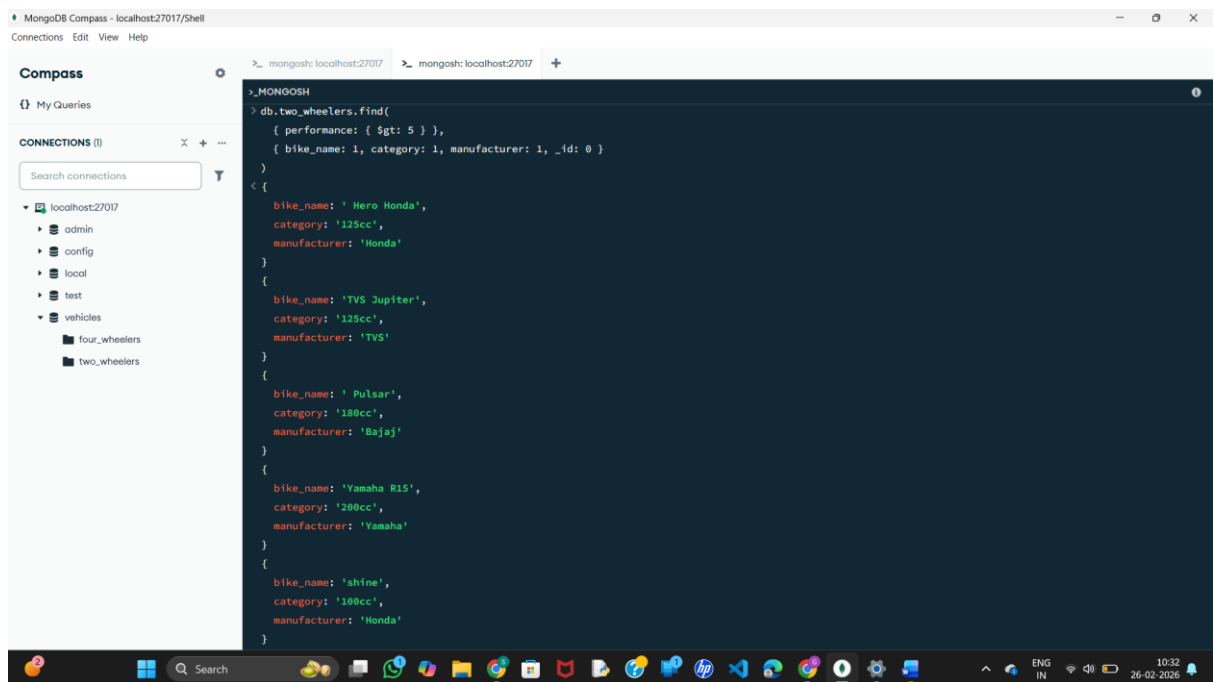 MongoDB Compass - localhost:27017/Shell
Connections Edit View Help
Compass
>_ mongosh: localhost:27017 >_ mongosh: localhost:27017 +
{} My Queries
CONNECTIONS (1)
Search connections
localhost:27017
admin
config
local
test
vehicles
four_wheelers
two_wheelers
>_MONGOSH
> db.two_wheelers.find(
{ performance: { $gt: 5 } },
{ bike_name: 1, category: 1, manufacturer: 1, _id: 0 }
)
< {
bike_name: ' Hero Honda',
category: '125cc',
manufacturer: 'Honda'
}
{
bike_name: 'TVS Jupiter',
category: '125cc',
manufacturer: 'TVS'
}
{
bike_name: ' Pulsar',
category: '180cc',
manufacturer: 'Bajaj'
}
{
bike_name: 'Yamaha R15',
category: '200cc',
manufacturer: 'Yamaha'
}
{
bike_name: 'shine',
category: '100cc',
manufacturer: 'Honda'
}
2
Search
hp
ENG
IN
10:32
26-02-2026